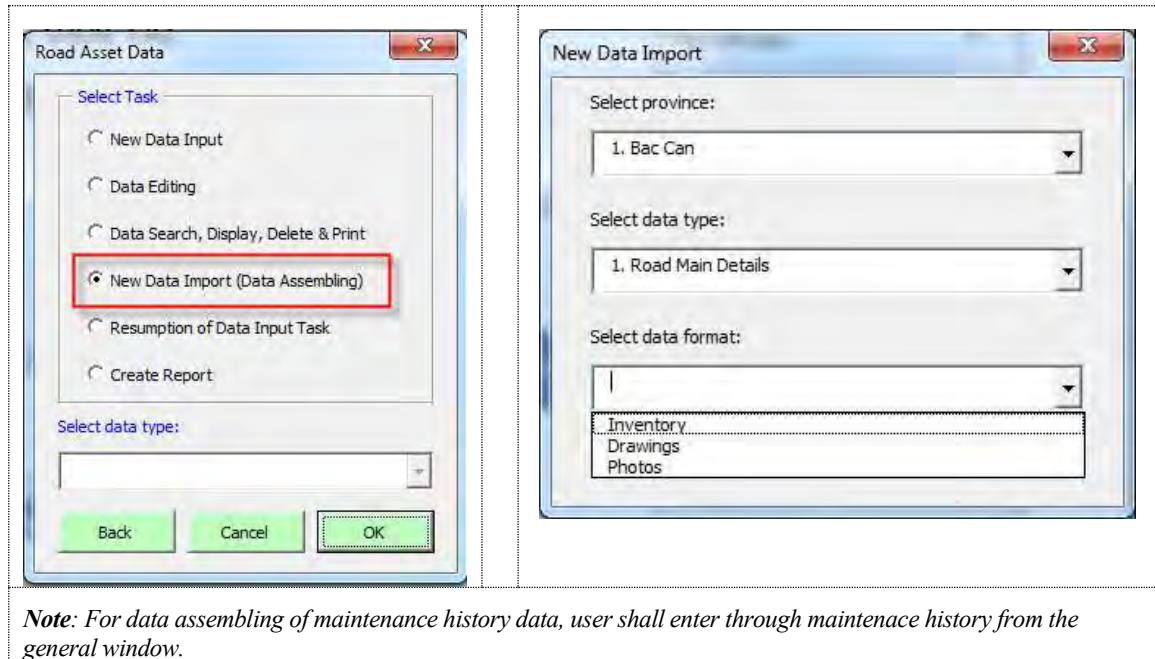 Road Asset Data
Select Task
New Data Input
Data Editing
Data Search, Display, Delete & Print
New Data Import (Data Assembling)
Resumption of Data Input Task
Create Report
Select data type:
Back Cancel OK
New Data Import
Select province:
1. Bac Can
Select data type:
1. Road Main Details
Select data format:
Inventory
Drawings
Photos
Note: For data assembling of maintenance history data, user shall enter through maintenace history from the
general window.